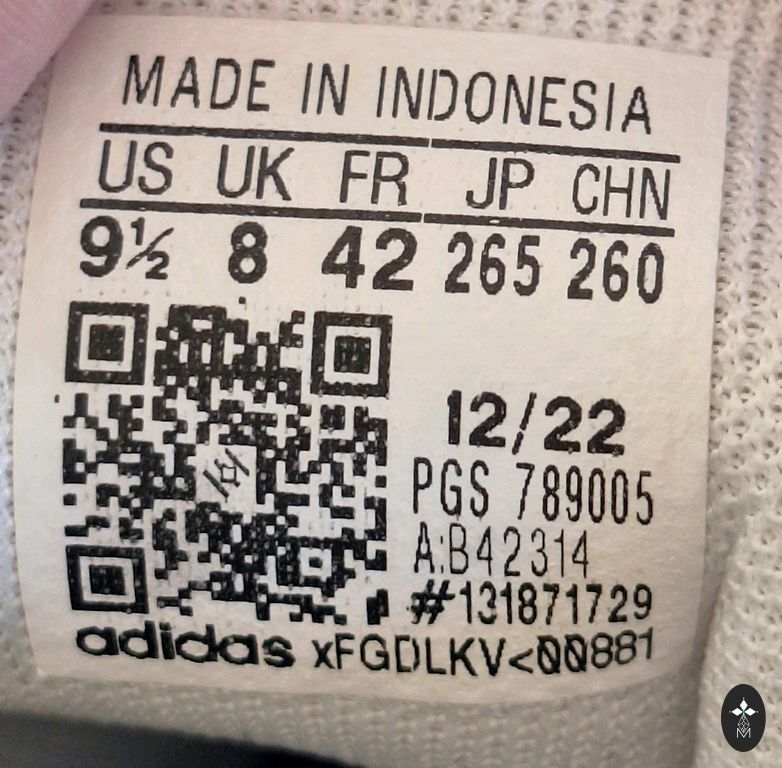 MADE IN INDONESIA
US UK FR JP CHN
9½ 8 42 265 260
12/22
PGS 789005
A:B42314
#131871729
adidas xFGDLKV<00881
M